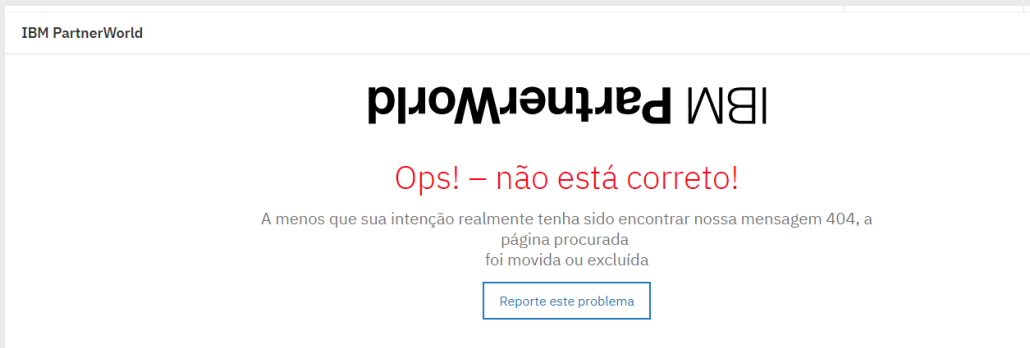 IBM PartnerWorld
IBM PartnerWorld
Ops! – não está correto!
A menos que sua intenção realmente tenha sido encontrar nossa mensagem 404, a
página procurada
foi movida ou excluída
Reporte este problema